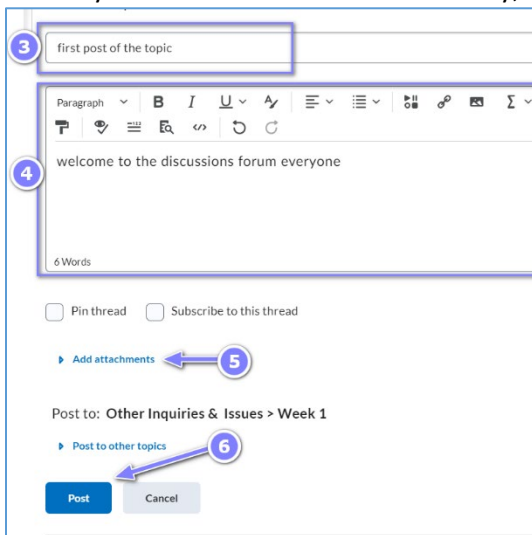 3
first post of the topic
Paragraph B I U
4
welcome to the discussions forum everyone
6 Words
Pin thread Subscribe to this thread
Add attachments 5
Post to: Other Inquiries & Issues > Week 1
Post to other topics 6
Post Cancel